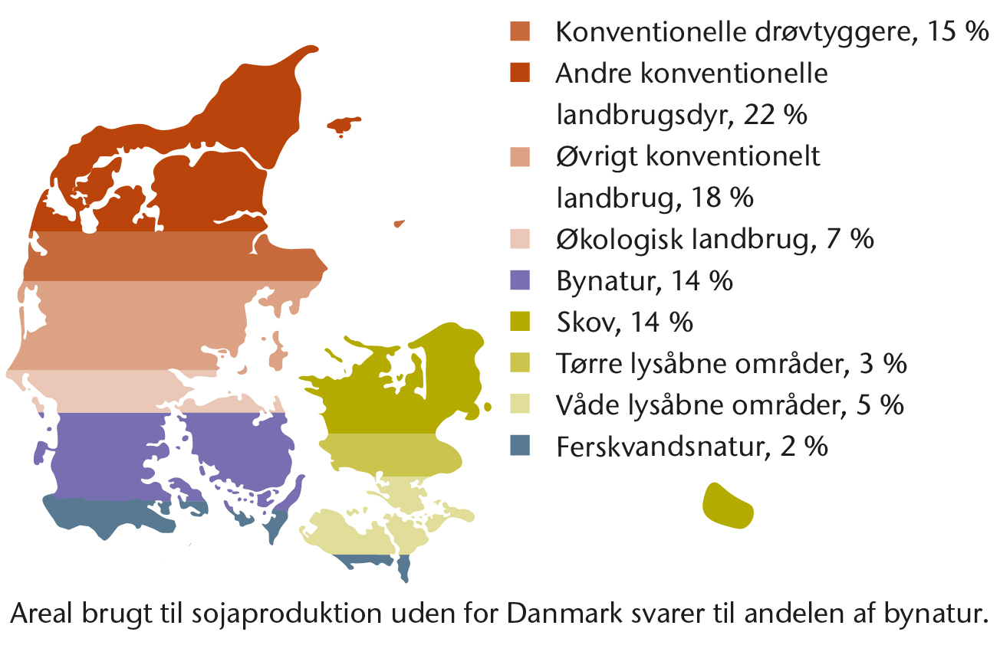 Konventionelle drøvtyggere, 15 %
Andre konventionelle
landbrugsdyr, 22 %
Øvrigt konventionelt
landbrug, 18 %
Økologisk landbrug, 7 %
Bynatur, 14 %
Skov, 14 %
Tørre lysåbne områder, 3 %
Våde lysåbne områder, 5 %
Ferskvandsnatur, 2 %
Areal brugt til sojaproduktion uden for Danmark svarer til andelen af bynatur.